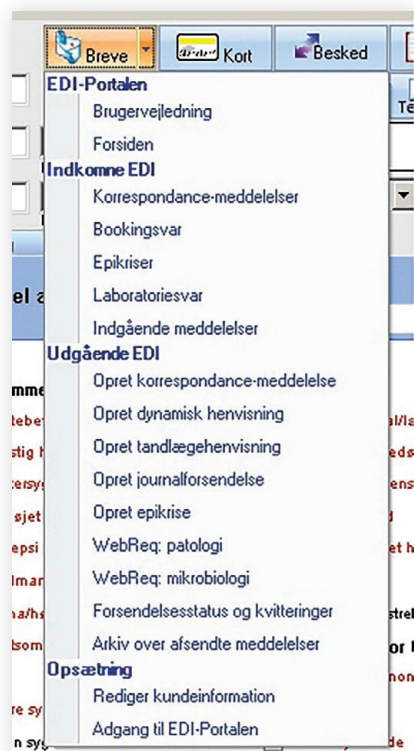 Breve
Kort
Besked
EDI-Portalen
Brugervejledning
Forsiden
Indkomne EDI
Korrespondance-meddelelser
Bookingsvar
Epikriser
Laboratoriesvar
Indgående meddelelser
Udgående EDI
Opret korrespondance-meddelelse
Opret dynamisk henvisning
Opret tandlægehenvisning
Opret journalforsendelse
Opret epikrise
WebReq: patologi
WebReq: mikrobiologi
Forsendelsesstatus og kvitteringer
Arkiv over afsendte meddelelser
Opsætning
Rediger kundeinformation
Adgang til EDI-Portalen